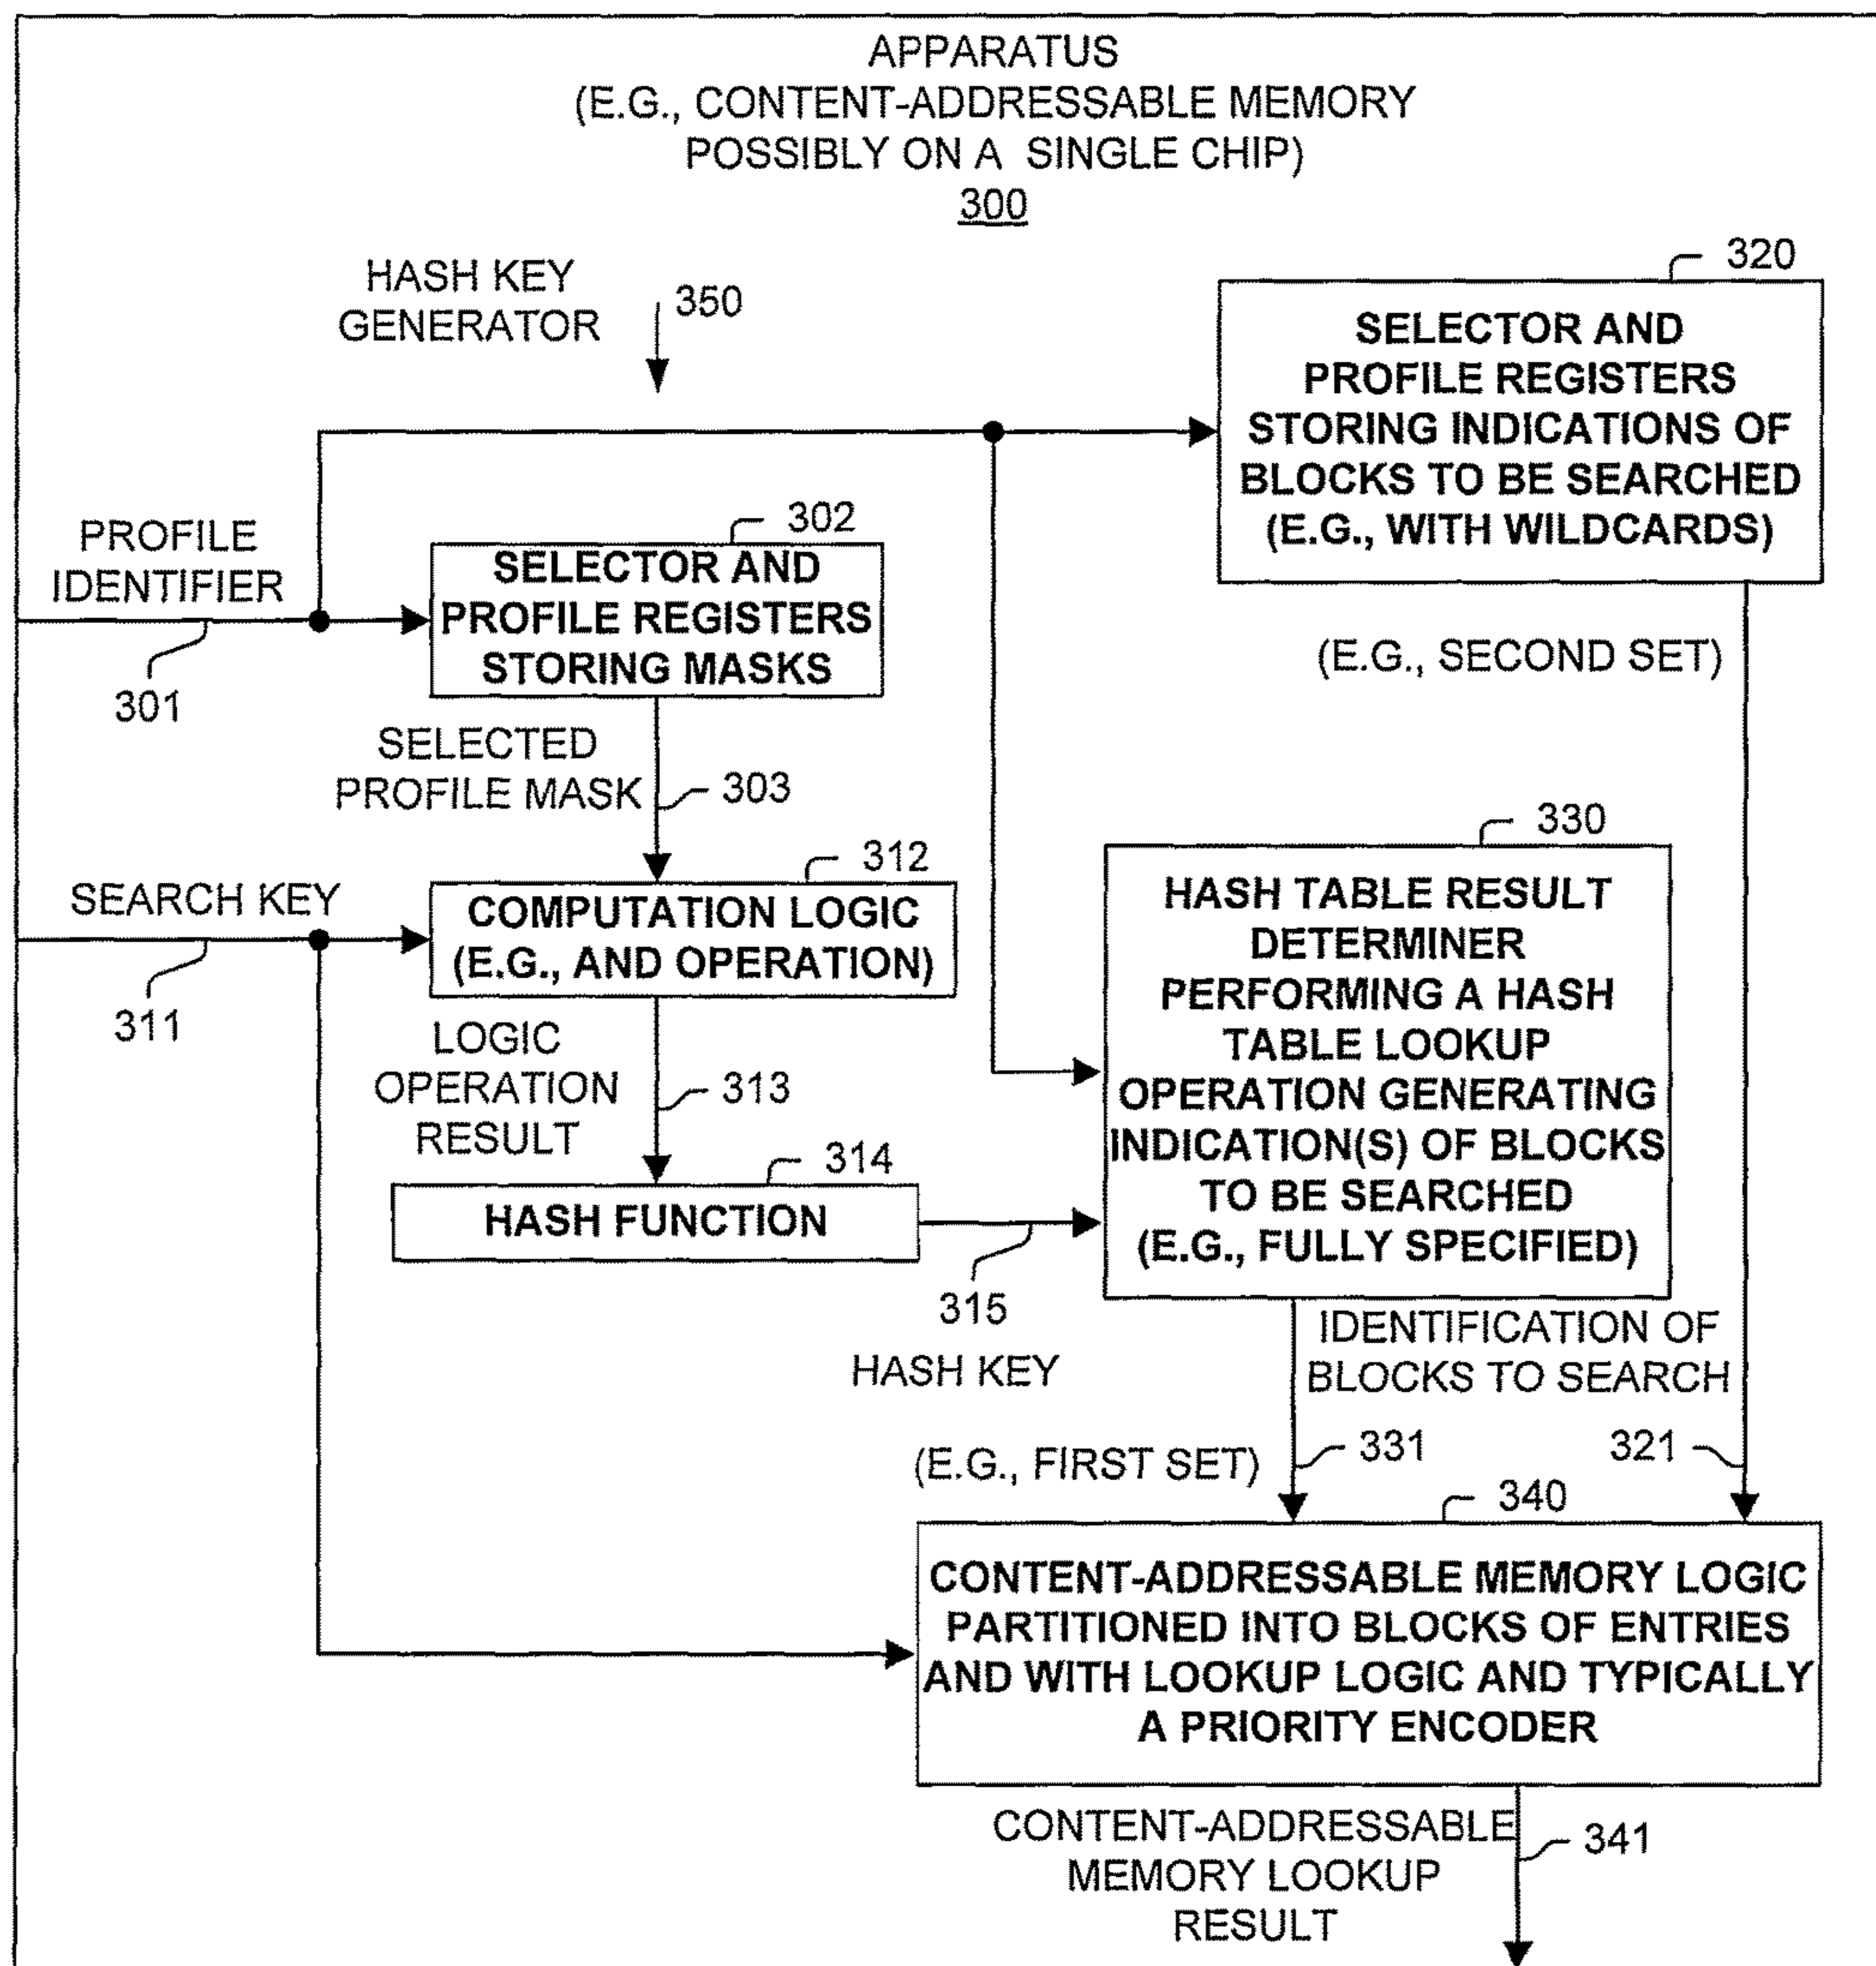 APPARATUS
(E.G., CONTENT-ADDRESSABLE MEMORY
POSSIBLY ON A SINGLE CHIP)
300
HASH KEY
GENERATOR
350
320
SELECTOR AND
PROFILE REGISTERS
STORING INDICATIONS OF
BLOCKS TO BE SEARCHED
(E.G., WITH WILDCARDS)
PROFILE
IDENTIFIER
301
302
SELECTOR AND
PROFILE REGISTERS
STORING MASKS
(E.G., SECOND SET)
SELECTED
PROFILE MASK
303
SEARCH KEY
311
312
COMPUTATION LOGIC
(E.G., AND OPERATION)
330
HASH TABLE RESULT
DETERMINER
PERFORMING A HASH
TABLE LOOKUP
OPERATION GENERATING
INDICATION(S) OF BLOCKS
TO BE SEARCHED
(E.G., FULLY SPECIFIED)
LOGIC
OPERATION
RESULT
313
314
HASH FUNCTION
315
HASH KEY
IDENTIFICATION OF
BLOCKS TO SEARCH
(E.G., FIRST SET)
331
321
340
CONTENT-ADDRESSABLE MEMORY LOGIC
PARTITIONED INTO BLOCKS OF ENTRIES
AND WITH LOOKUP LOGIC AND TYPICALLY
A PRIORITY ENCODER
CONTENT-ADDRESSABLE
MEMORY LOOKUP
RESULT
341